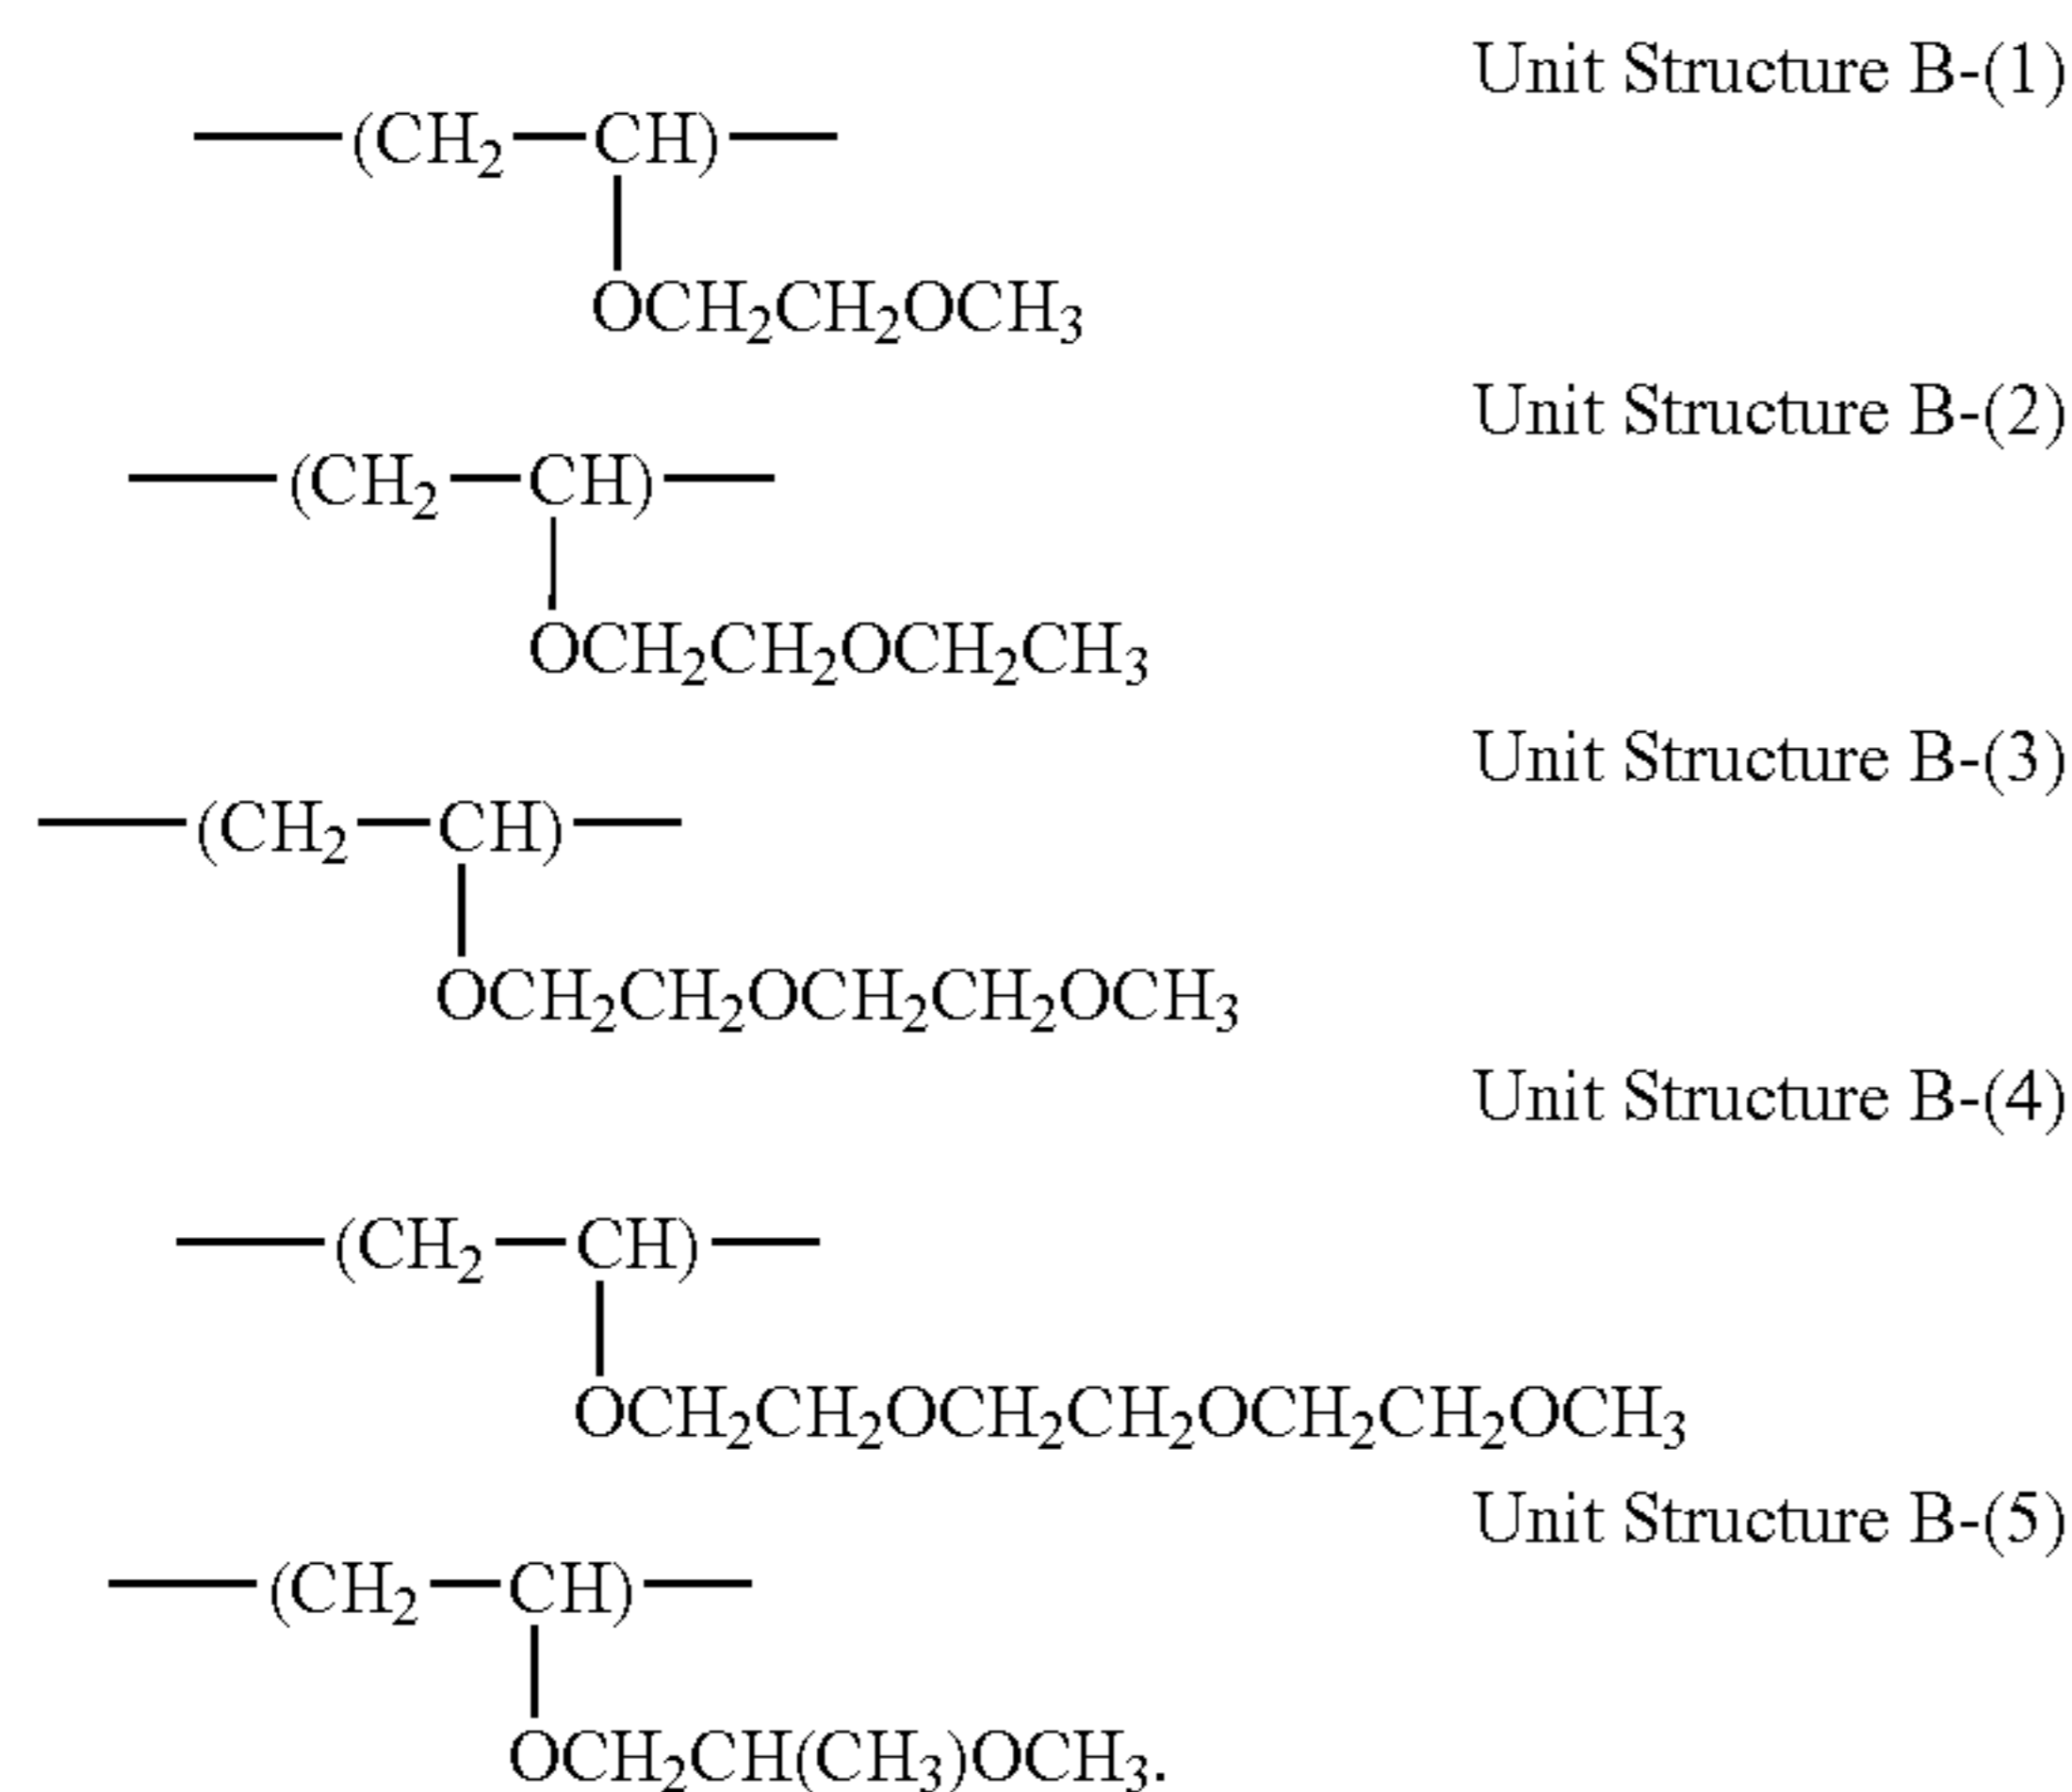 Unit Structure B-(1)
—(CH₂—CH)—
OCH₂CH₂OCH₃
Unit Structure B-(2)
—(CH₂—CH)—
OCH₂CH₂OCH₂CH₃
Unit Structure B-(3)
—(CH₂—CH)—
OCH₂CH₂OCH₂CH₂OCH₃
Unit Structure B-(4)
—(CH₂—CH)—
OCH₂CH₂OCH₂CH₂OCH₂CH₂OCH₃
Unit Structure B-(5)
—(CH₂—CH)—
OCH₂CH(CH₃)OCH₃.